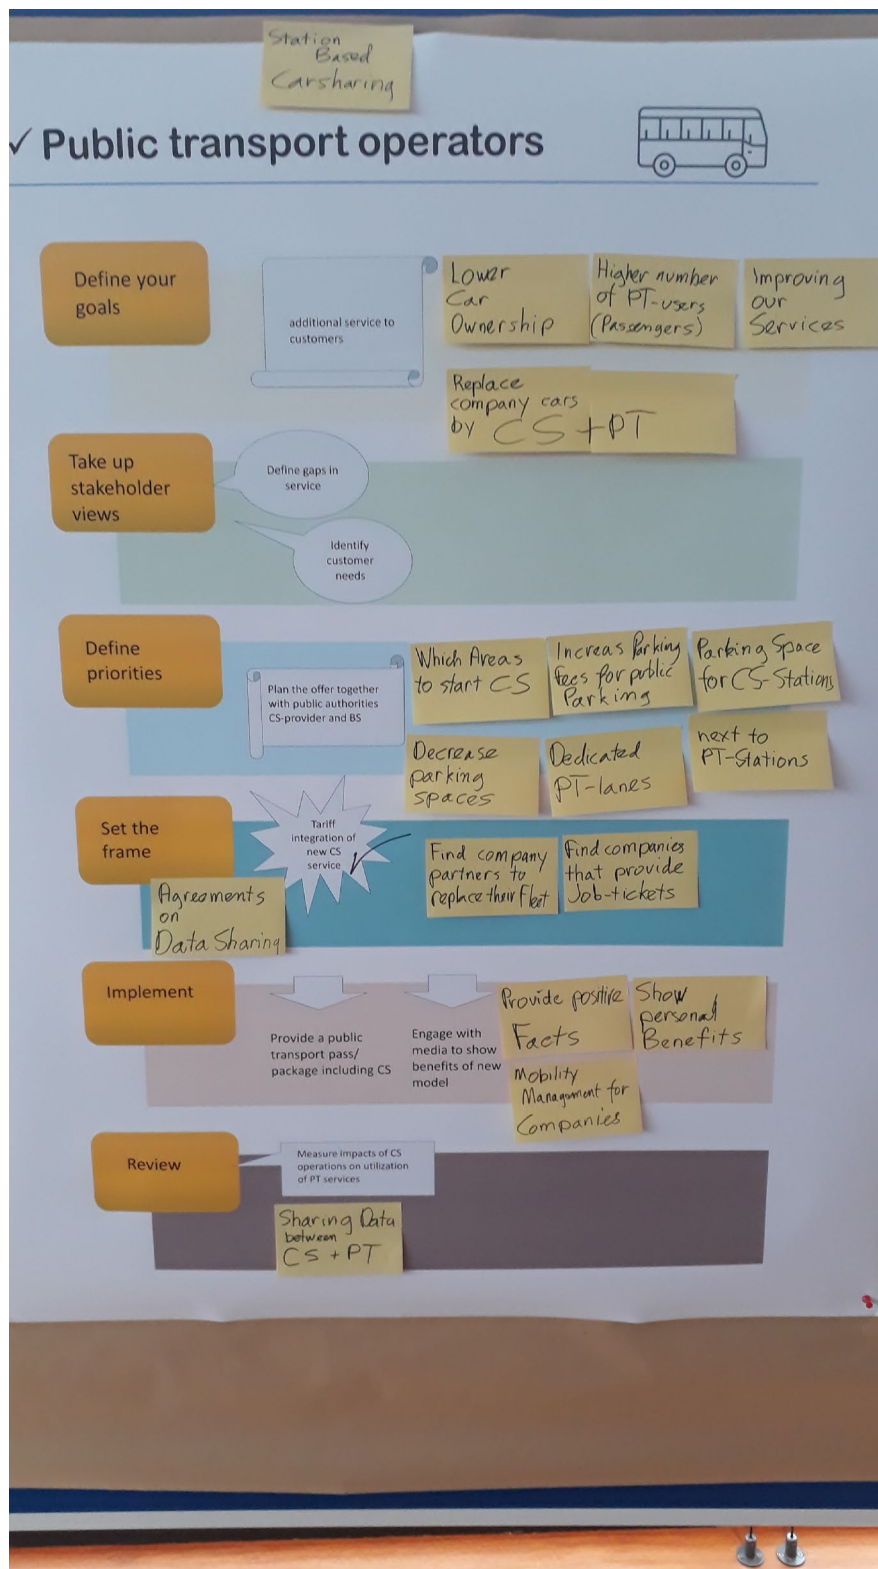 Station
Based
Carsharing
✓ Public transport operators
Define your
goals
additional service to
customers
Lower
Car
Ownership
Higher number
of PT-users
(Passengers)
Improving
our
Services
Replace
company cars
by CS+PT
Take up
stakeholder
views
Define gaps in
service
Identify
customer
needs
Define
priorities
Plan the offer together
with public authorities
CS-provider and BS
Which Areas
to start CS
Increas Parking
fees for public
Parking
Parking Space
for CS-Stations
Decrease
parking
spaces
Dedicated
PT-lanes
next to
PT-Stations
Set the
frame
Tariff
integration of
new CS
service
Agreements
on
Data Sharing
Find company
partners to
replace their Fleet
Find companies
that provide
Job-tickets
Implement
Provide a public
transport pass/
package including CS
Engage with
media to show
benefits of new
model
Provide positive
Facts
Show
personal
Benefits
Mobility
Management for
Companies
Review
Measure impacts of CS
operations on utilization
of PT services
Sharing Data
between
CS + PT